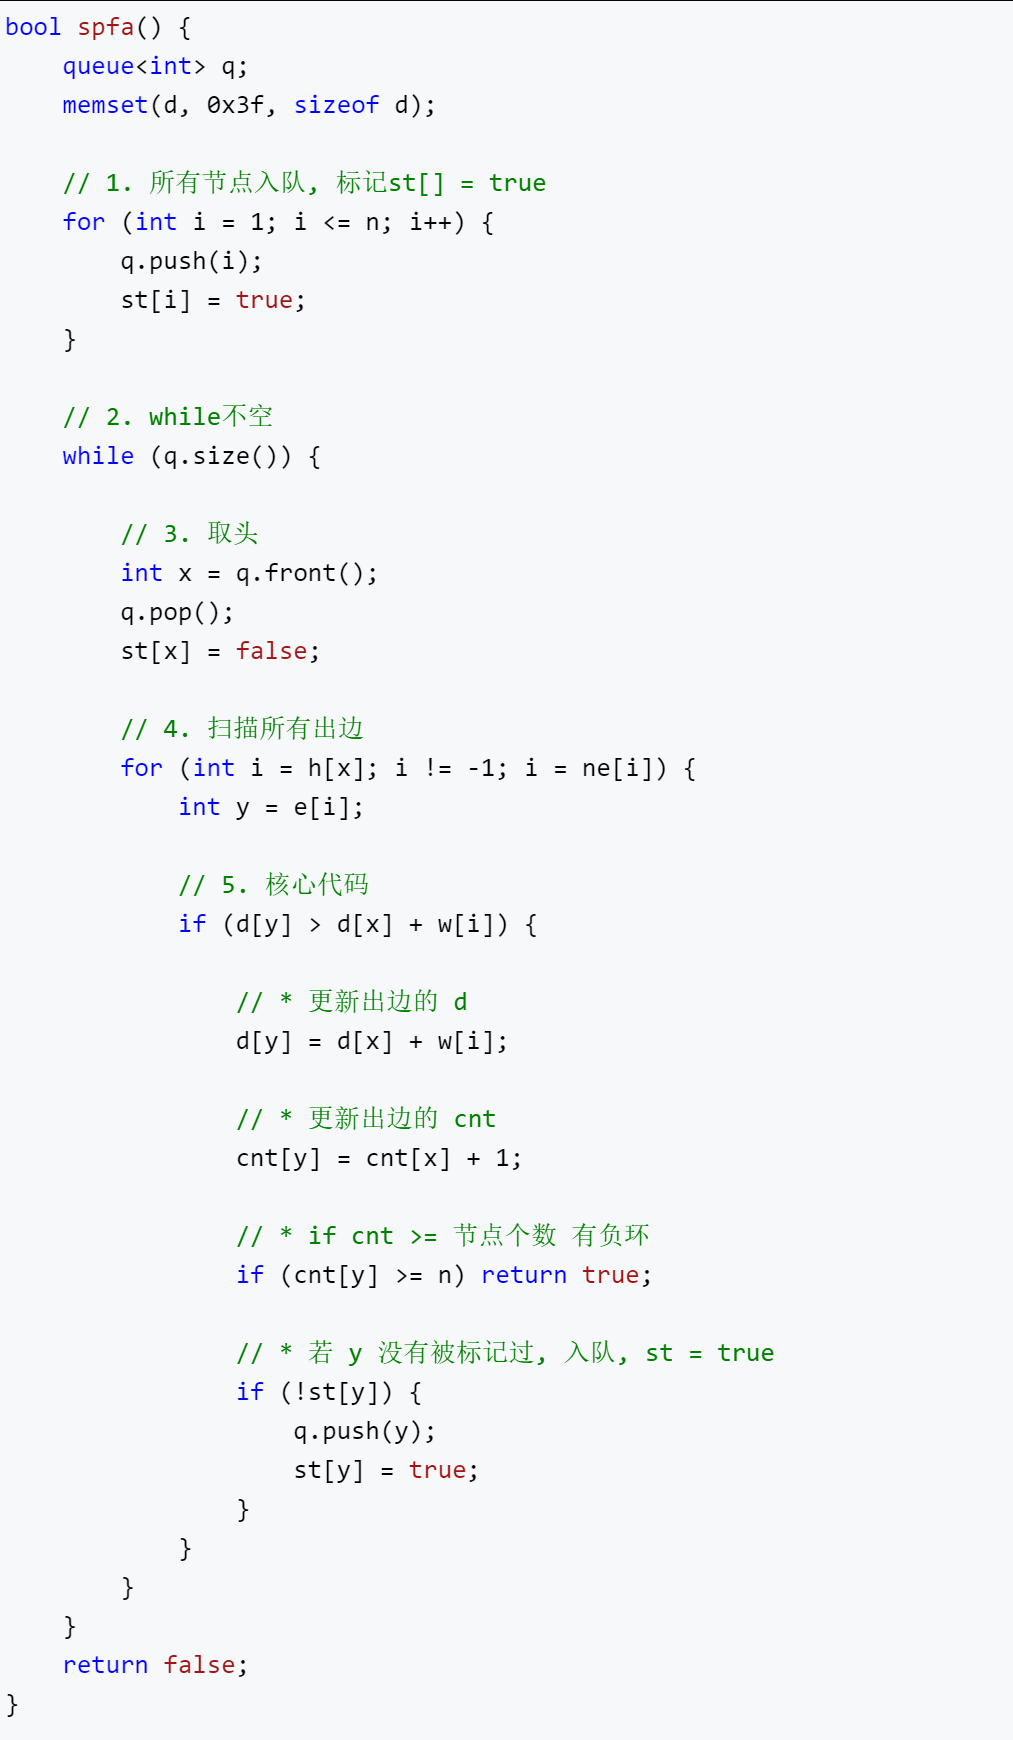 bool spfa() {
    queue<int> q;
    memset(d, 0x3f, sizeof d);

    // 1. 所有节点入队, 标记st[] = true
    for (int i = 1; i <= n; i++) {
        q.push(i);
        st[i] = true;
    }

    // 2. while不空
    while (q.size()) {

        // 3. 取头
        int x = q.front();
        q.pop();
        st[x] = false;

        // 4. 扫描所有出边
        for (int i = h[x]; i != -1; i = ne[i]) {
            int y = e[i];

            // 5. 核心代码
            if (d[y] > d[x] + w[i]) {

                // * 更新出边的 d
                d[y] = d[x] + w[i];

                // * 更新出边的 cnt
                cnt[y] = cnt[x] + 1;

                // * if cnt >= 节点个数 有负环
                if (cnt[y] >= n) return true;

                // * 若 y 没有被标记过, 入队, st = true
                if (!st[y]) {
                    q.push(y);
                    st[y] = true;
                }
            }
        }
    }
    return false;
}